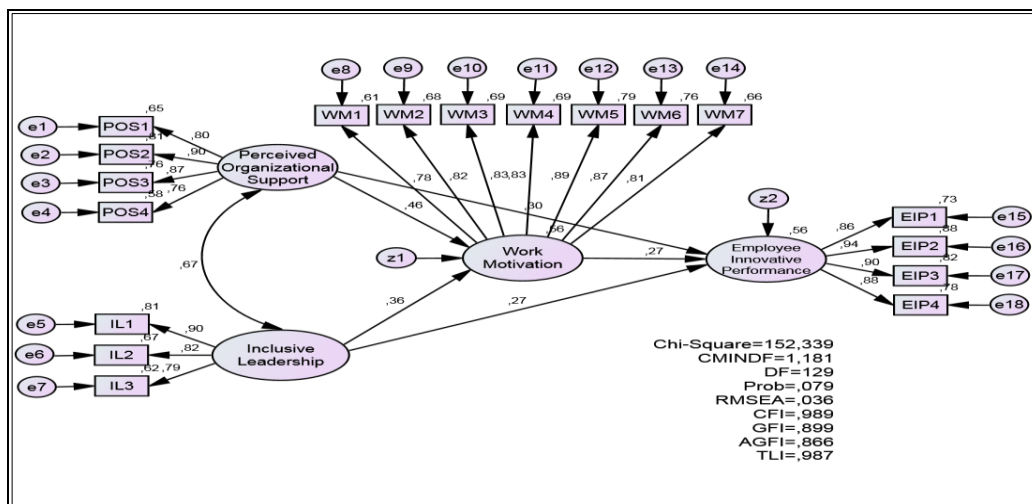 e8
e9
e10
e11
e12
e13
e14
,61
,68
,69
,69
,79
,76
,66
WM1
WM2
WM3
WM4
WM5
WM6
WM7
,65
e1
POS1
,80
,81
e2
POS2
,90
,76
e3
POS3
,87
,58
,76
e4
POS4
Perceived
Organizational
Support
,78
,82
,83
,83
,89
,87
,81
,46
,30
,56
z1
Work
Motivation
,27
z2
,56
Employee
Innovative
Performance
,86
,73
EIP1
e15
,94
,88
EIP2
e16
,90
,82
EIP3
e17
,88
,78
EIP4
e18
,67
,36
,27
,81
e5
IL1
,90
,67
e6
IL2
,82
,62
,79
e7
IL3
Inclusive
Leadership
Chi-Square=152,339
CMINDF=1,181
DF=129
Prob=,079
RMSEA=,036
CFI=,989
GFI=,899
AGFI=,866
TLI=,987